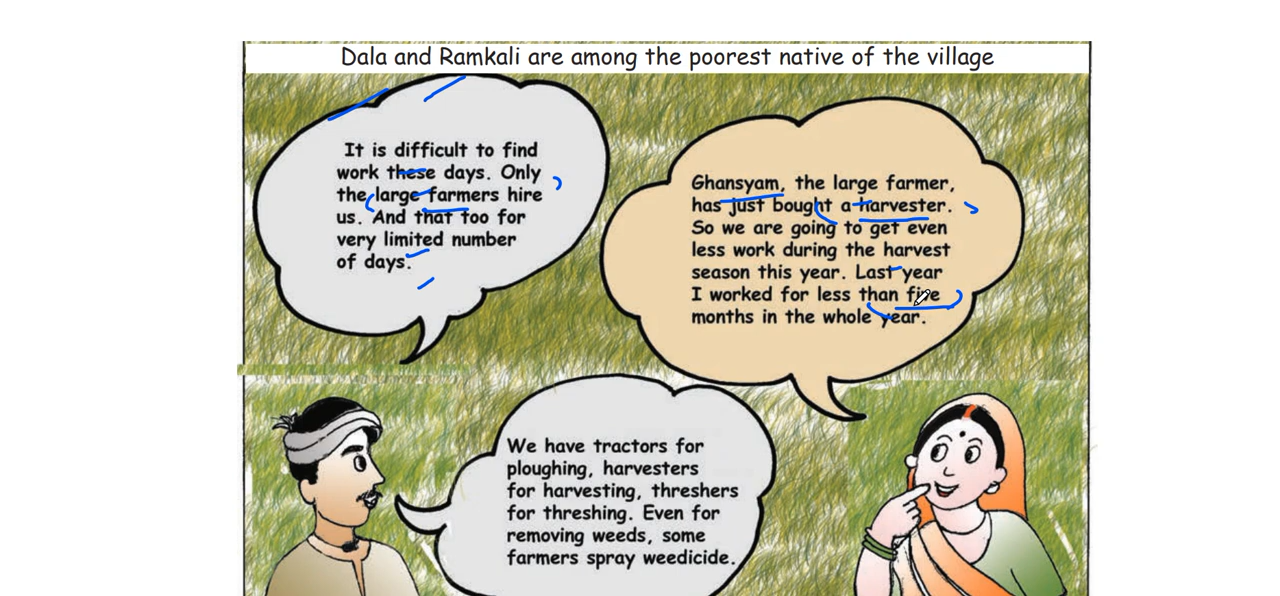 Dala and Ramkali are among the poorest native of the village
It is difficult to find
work these days. Only
the large farmers hire
us. And that too for
very limited number
of days.
Ghansyam, the large farmer,
has just bought a harvester.
So we are going to get even
less work during the harvest
season this year. Last year
I worked for less than five
months in the whole year.
We have tractors for
ploughing, harvesters
for harvesting, threshers
for threshing. Even for
removing weeds, some
farmers spray weedicide.